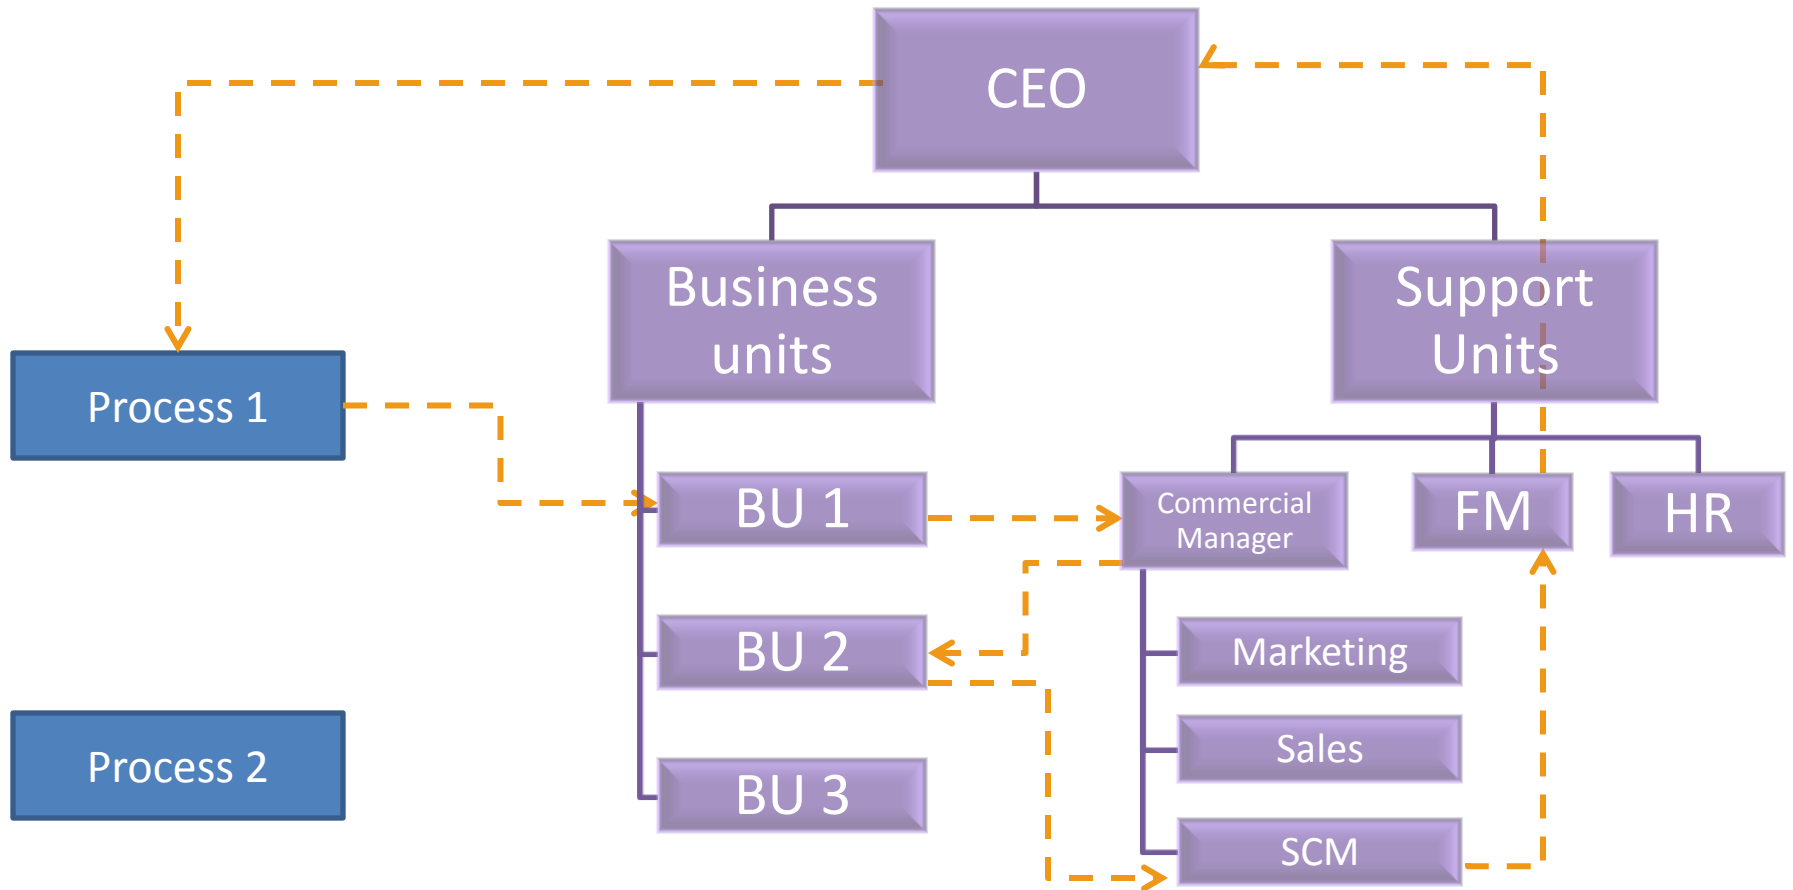 CEO
Business
units
Support
Units
Process 1
BU 1
Commercial
Manager
FM
HR
BU 2
Marketing
Process 2
Sales
BU 3
SCM